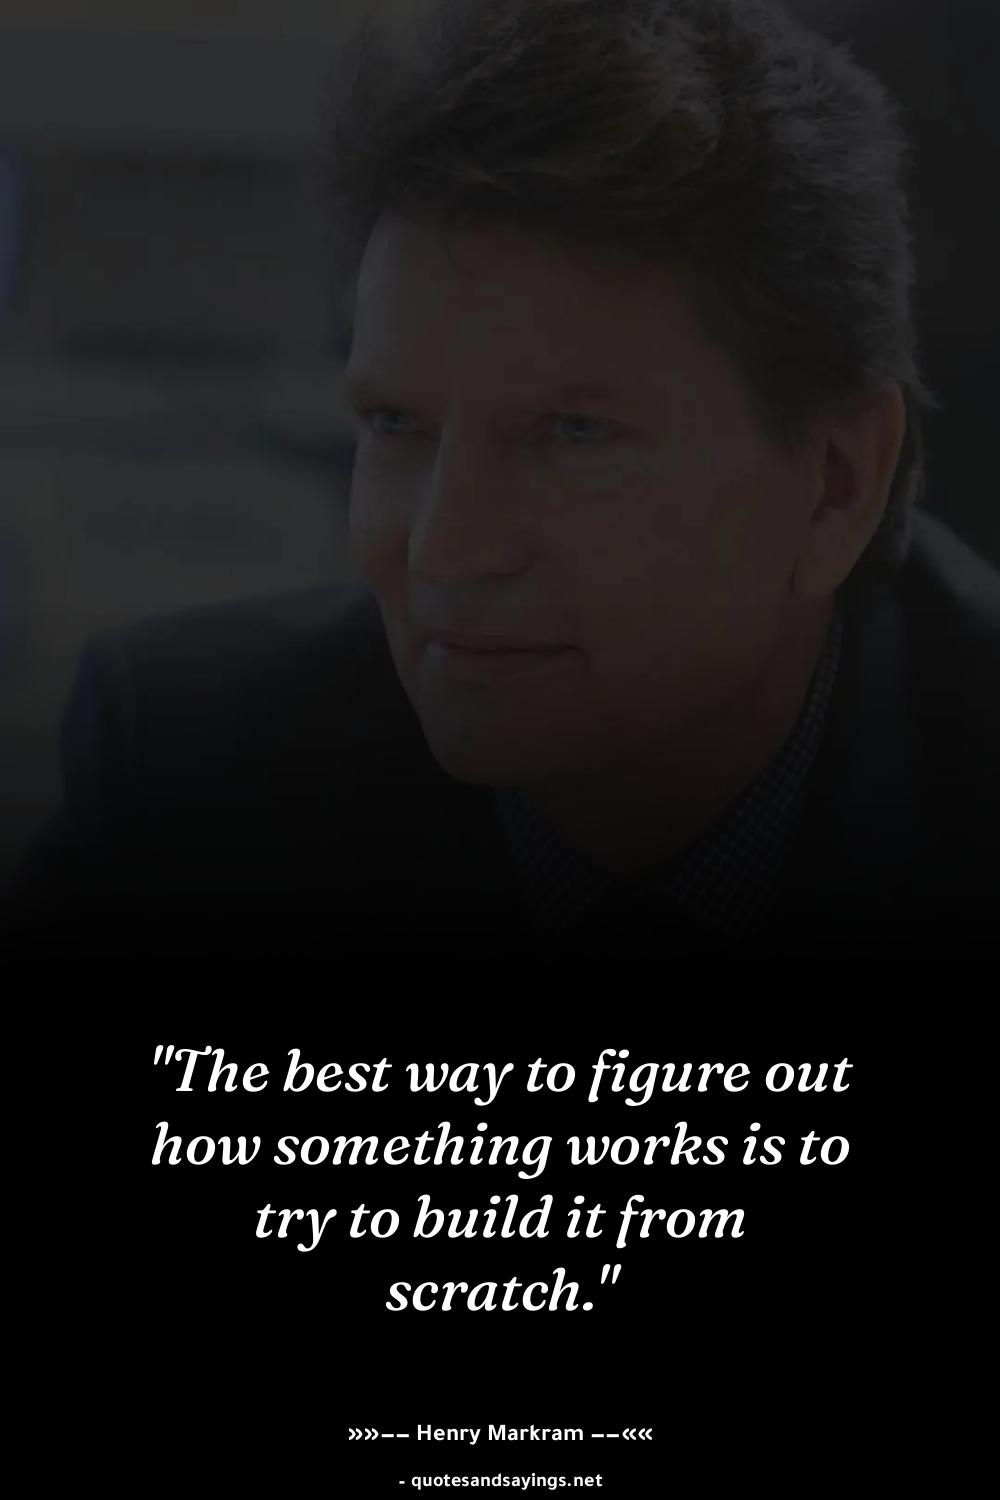 "The best way to figure out
how something works is to
try to build it from
scratch."
»»−− Henry Markram −−««
- quotesandsayings.net